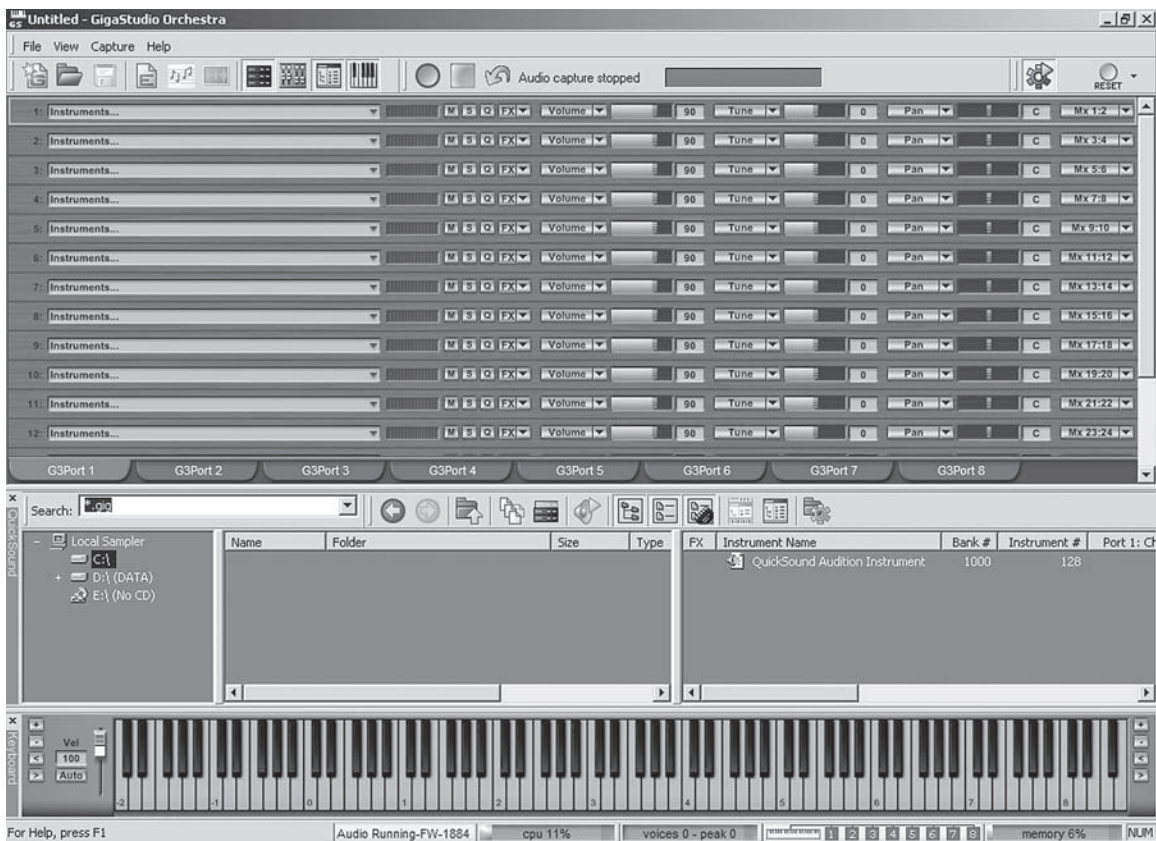 GS Untitled - GigaStudio Orchestra
File View Capture Help
Audio capture stopped RESET
1: Instruments... M S Q FX Volume 90 Tune 0 Pan C Mx 1:2
2: Instruments... M S Q FX Volume 90 Tune 0 Pan C Mx 3:4
3: Instruments... M S Q FX Volume 90 Tune 0 Pan C Mx 5:6
4: Instruments... M S Q FX Volume 90 Tune 0 Pan C Mx 7:8
5: Instruments... M S Q FX Volume 90 Tune 0 Pan C Mx 9:10
6: Instruments... M S Q FX Volume 90 Tune 0 Pan C Mx 11:12
7: Instruments... M S Q FX Volume 90 Tune 0 Pan C Mx 13:14
8: Instruments... M S Q FX Volume 90 Tune 0 Pan C Mx 15:16
9: Instruments... M S Q FX Volume 90 Tune 0 Pan C Mx 17:18
10: Instruments... M S Q FX Volume 90 Tune 0 Pan C Mx 19:20
11: Instruments... M S Q FX Volume 90 Tune 0 Pan C Mx 21:22
12: Instruments... M S Q FX Volume 90 Tune 0 Pan C Mx 23:24
G3Port 1 G3Port 2 G3Port 3 G3Port 4 G3Port 5 G3Port 6 G3Port 7 G3Port 8
QuickSound
Search: *.gig
Local Sampler
C:\
D:\ (DATA)
E:\ (No CD)
Name Folder Size Type
FX Instrument Name Bank # Instrument # Port 1: Ch
QuickSound Audition Instrument 1000 128
Keyboard
Vel
100
Auto
-2 -1 0 1 2 3 4 5 6 7 8
For Help, press F1 Audio Running-FW-1884 cpu 11% voices 0 - peak 0 1 2 3 4 5 6 7 8 memory 6% NUM